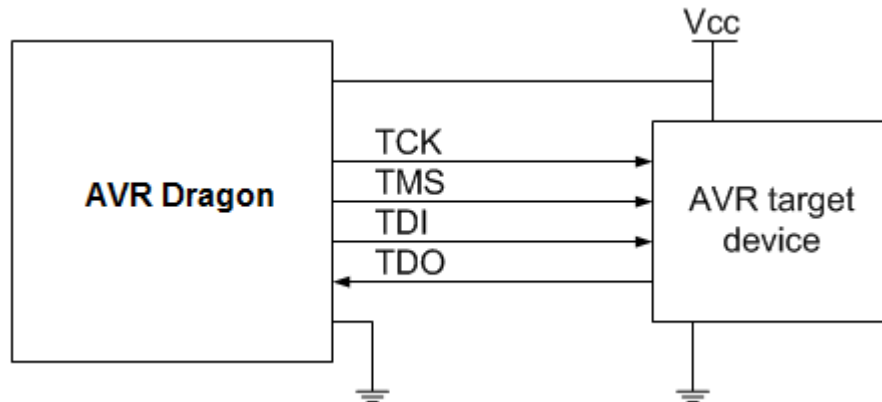 Vcc
TCK
TMS
AVR Dragon
TDI
TDO
AVR target
device